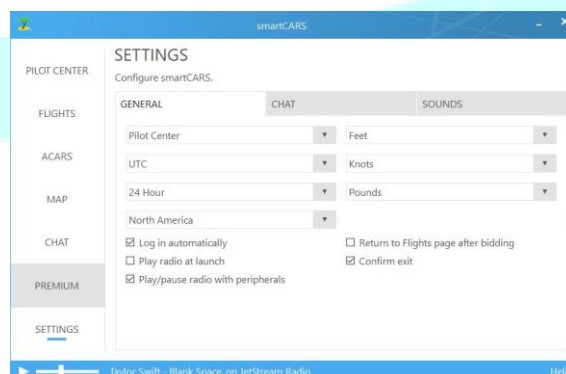 smartCARS
PILOT CENTER
FLIGHTS
ACARS
MAP
CHAT
PREMIUM
SETTINGS
SETTINGS
Configure smartCARS.
GENERAL CHAT SOUNDS
Pilot Center Feet
UTC Knots
24 Hour Pounds
North America
Log in automatically Return to Flights page after bidding
Play radio at launch Confirm exit
Play/pause radio with peripherals
Taylor Swift - Blank Space on JetStream Radio Help